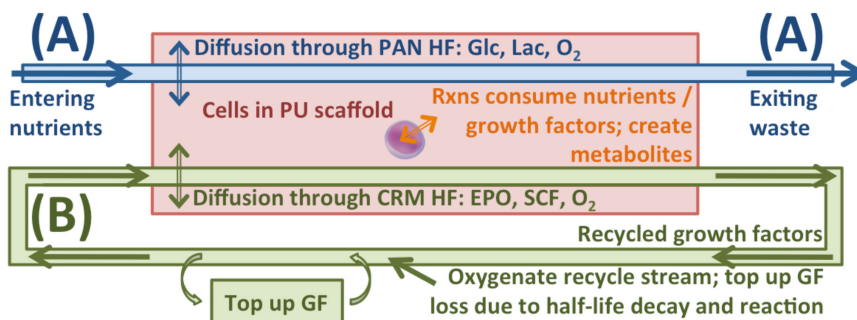 (A)
Diffusion through PAN HF: Glc, Lac, O₂
(A)
Entering
nutrients
Cells in PU scaffold
Rxns consume nutrients /
growth factors; create
metabolites
Exiting
waste
(B)
Diffusion through CRM HF: EPO, SCF, O₂
Recycled growth factors
Top up GF
Oxygenate recycle stream; top up GF
loss due to half-life decay and reaction